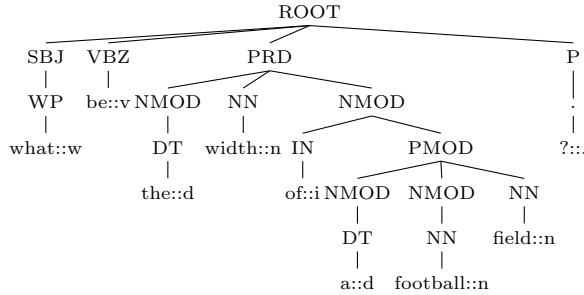 ROOT
SBJ VBZ PRD P
WP be::v NMOD NN NMOD .
what::w DT width::n IN PMOD ?::.
the::d of::i NMOD NMOD NN
DT NN field::n
a::d football::n